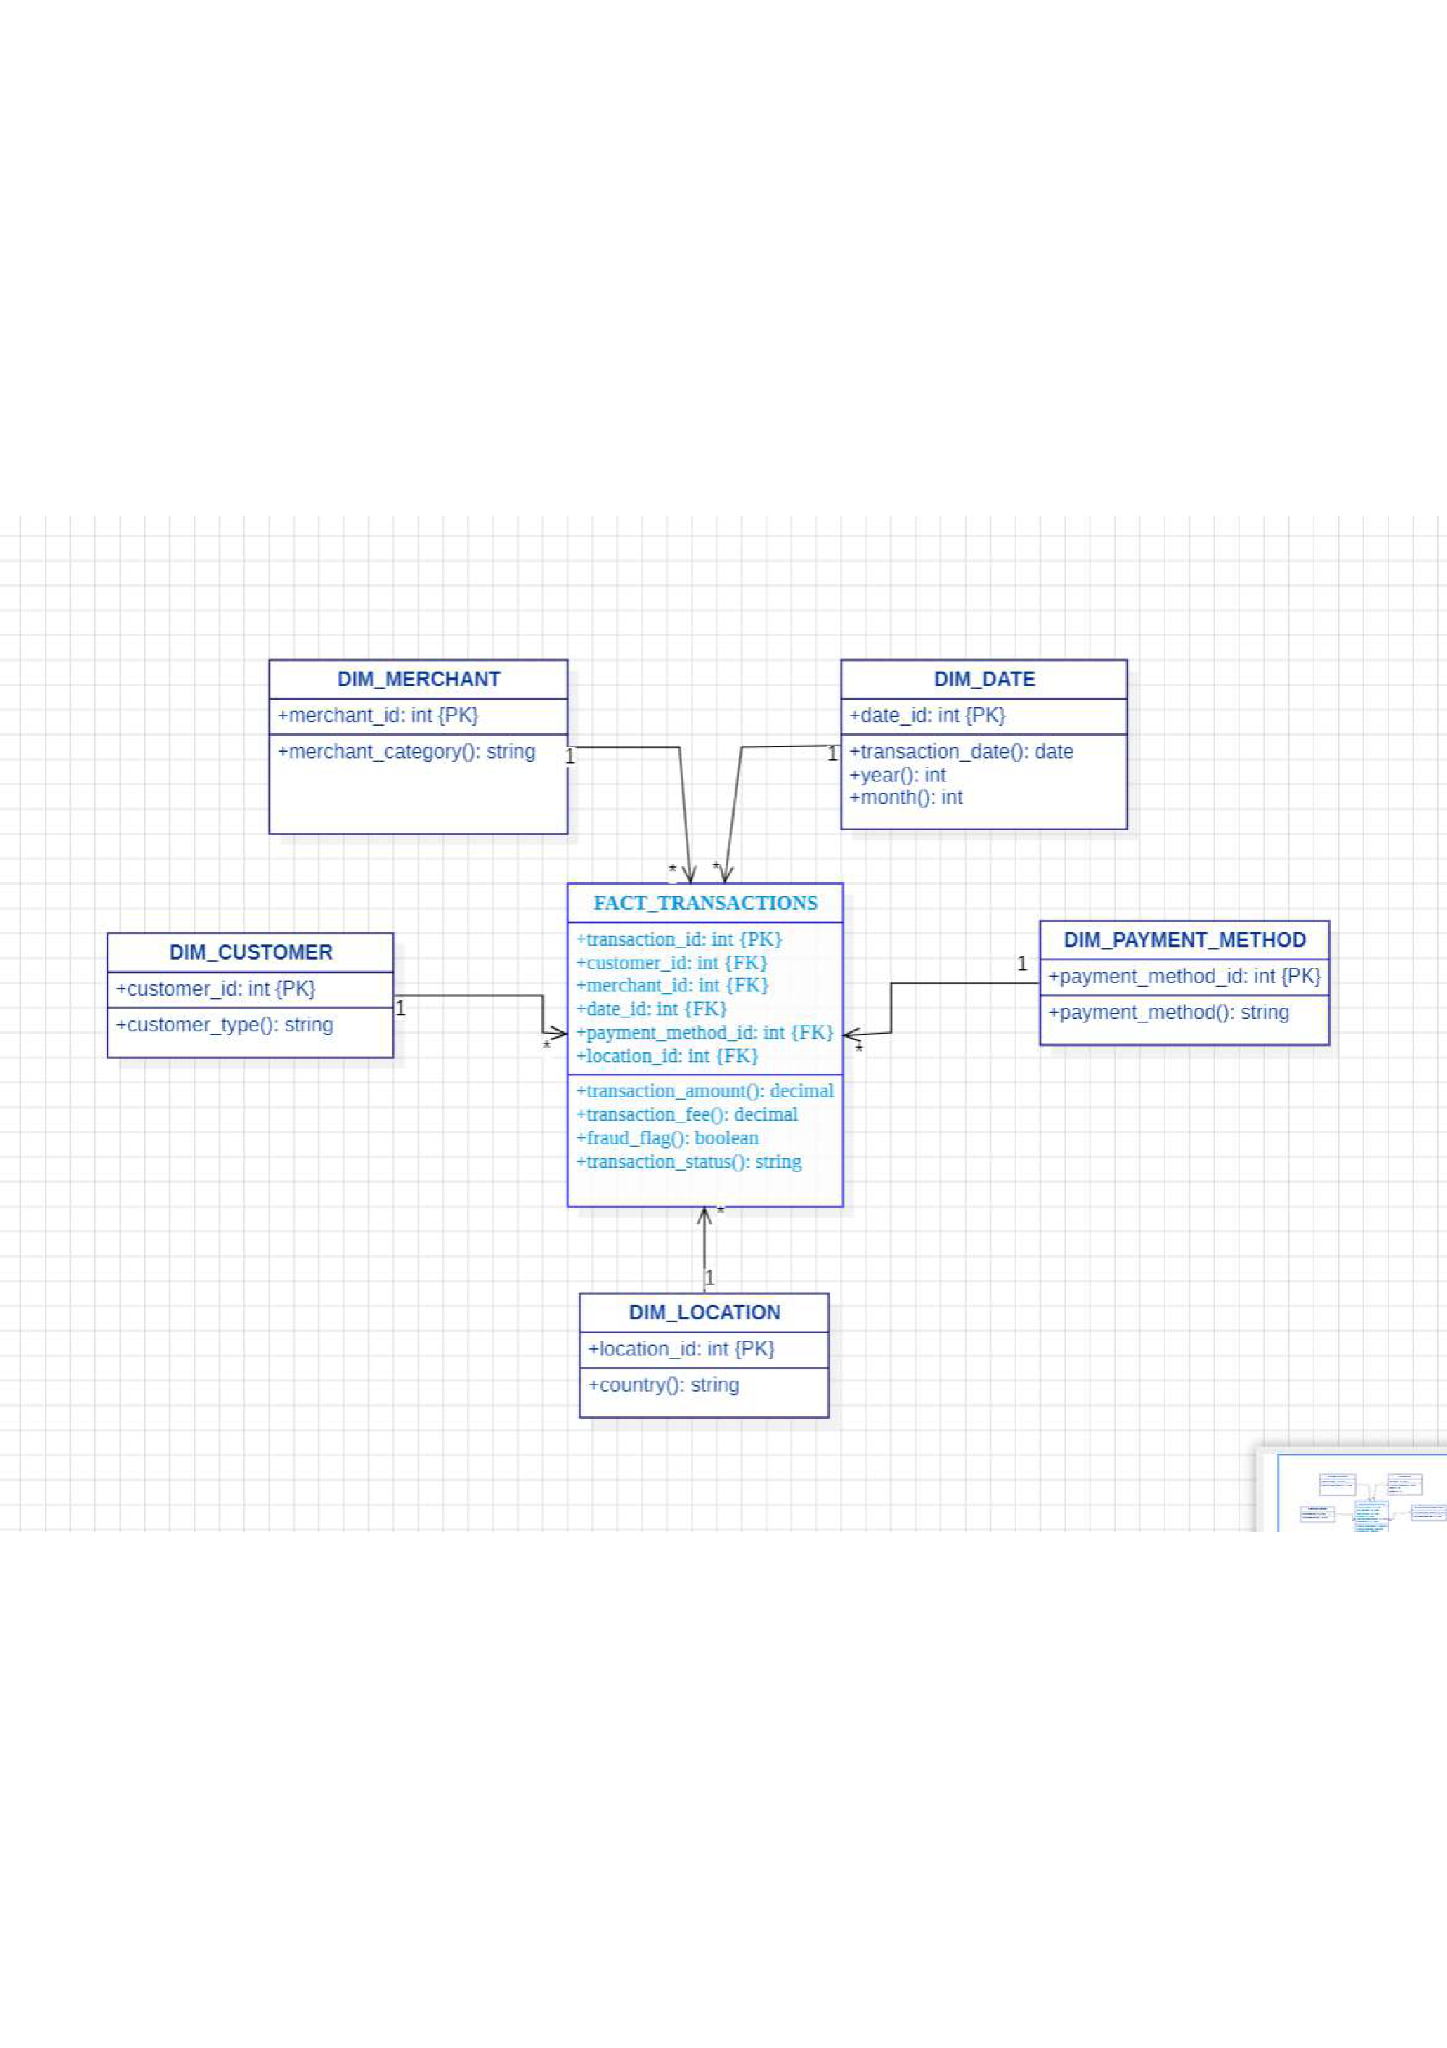 DIM_MERCHANT
+merchant_id: int {PK}
+merchant_category(): string
1
*
DIM_DATE
+date_id: int {PK}
+transaction_date(): date
+year(): int
+month(): int
1
*
FACT_TRANSACTIONS
+transaction_id: int {PK}
+customer_id: int {FK}
+merchant_id: int {FK}
+date_id: int {FK}
+payment_method_id: int {FK}
+location_id: int {FK}
+transaction_amount(): decimal
+transaction_fee(): decimal
+fraud_flag(): boolean
+transaction_status(): string
DIM_CUSTOMER
+customer_id: int {PK}
+customer_type(): string
1
*
DIM_PAYMENT_METHOD
+payment_method_id: int {PK}
+payment_method(): string
1
*
*
1
DIM_LOCATION
+location_id: int {PK}
+country(): string